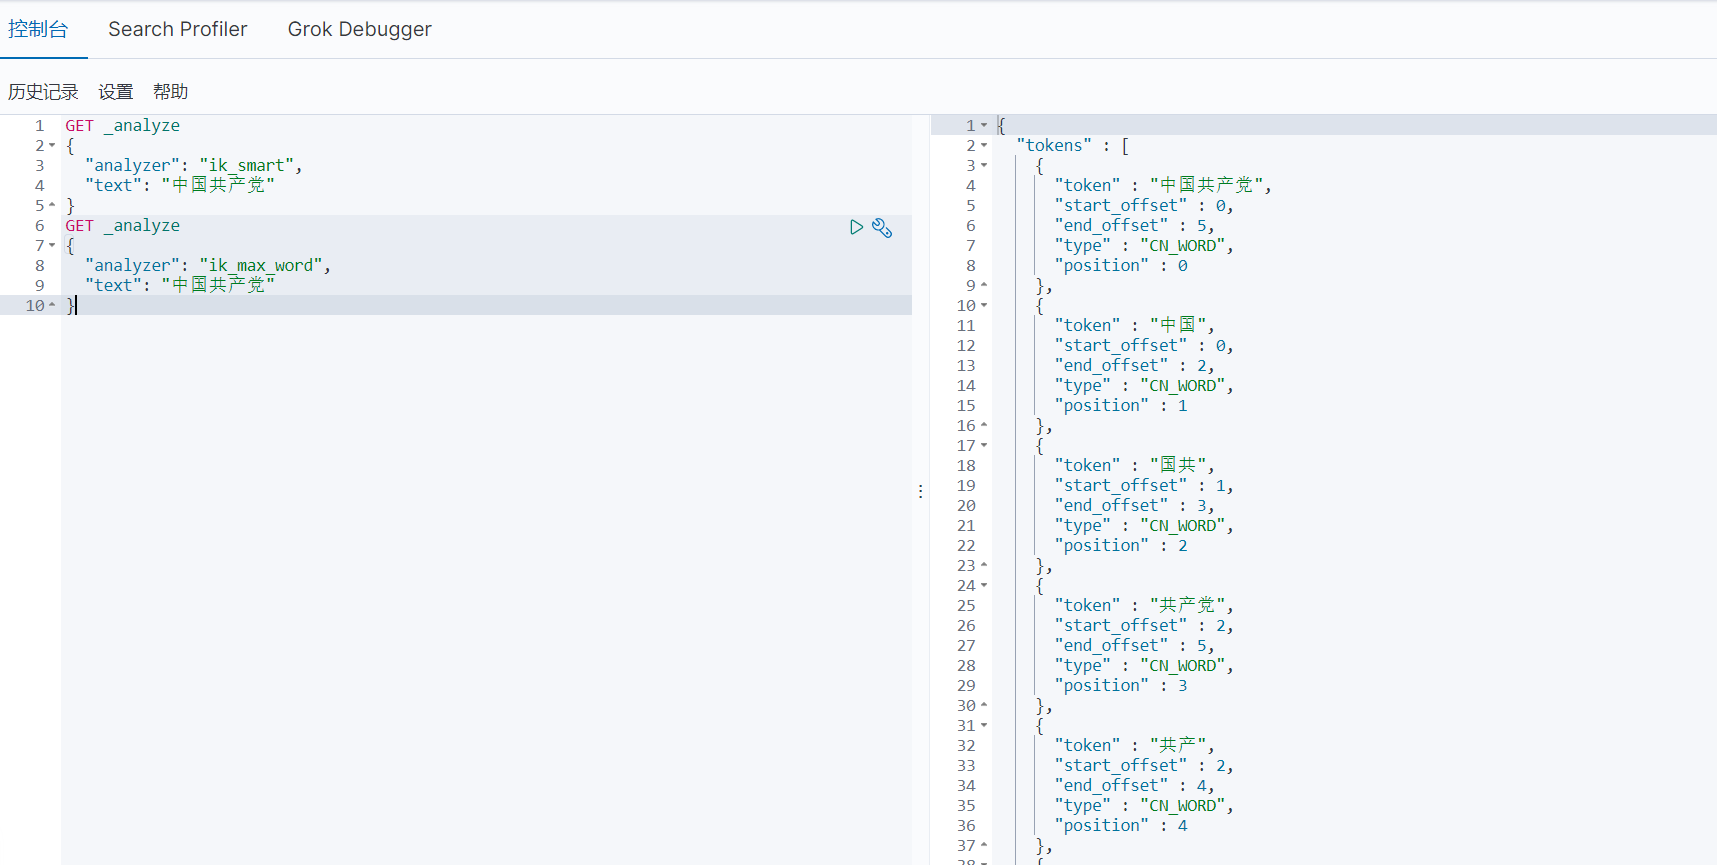 控制台 Search Profiler Grok Debugger
历史记录 设置 帮助
1 GET _analyze
2 {
3 "analyzer": "ik_smart",
4 "text": "中国共产党"
5 }
6 GET _analyze
7 {
8 "analyzer": "ik_max_word",
9 "text": "中国共产党"
10 }
1 {
2 "tokens" : [
3 {
4 "token" : "中国共产党",
5 "start_offset" : 0,
6 "end_offset" : 5,
7 "type" : "CN_WORD",
8 "position" : 0
9 },
10 {
11 "token" : "中国",
12 "start_offset" : 0,
13 "end_offset" : 2,
14 "type" : "CN_WORD",
15 "position" : 1
16 },
17 {
18 "token" : "国共",
19 "start_offset" : 1,
20 "end_offset" : 3,
21 "type" : "CN_WORD",
22 "position" : 2
23 },
24 {
25 "token" : "共产党",
26 "start_offset" : 2,
27 "end_offset" : 5,
28 "type" : "CN_WORD",
29 "position" : 3
30 },
31 {
32 "token" : "共产",
33 "start_offset" : 2,
34 "end_offset" : 4,
35 "type" : "CN_WORD",
36 "position" : 4
37 },
38 {